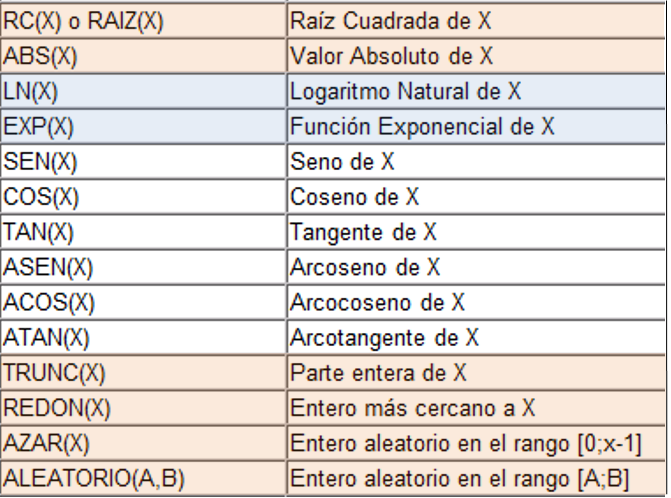 RC(X) o RAIZ(X) Raíz Cuadrada de X
ABS(X) Valor Absoluto de X
LN(X) Logaritmo Natural de X
EXP(X) Función Exponencial de X
SEN(X) Seno de X
COS(X) Coseno de X
TAN(X) Tangente de X
ASEN(X) Arcoseno de X
ACOS(X) Arcocoseno de X
ATAN(X) Arcotangente de X
TRUNC(X) Parte entera de X
REDON(X) Entero más cercano a X
AZAR(X) Entero aleatorio en el rango [0;x-1]
ALEATORIO(A,B) Entero aleatorio en el rango [A;B]